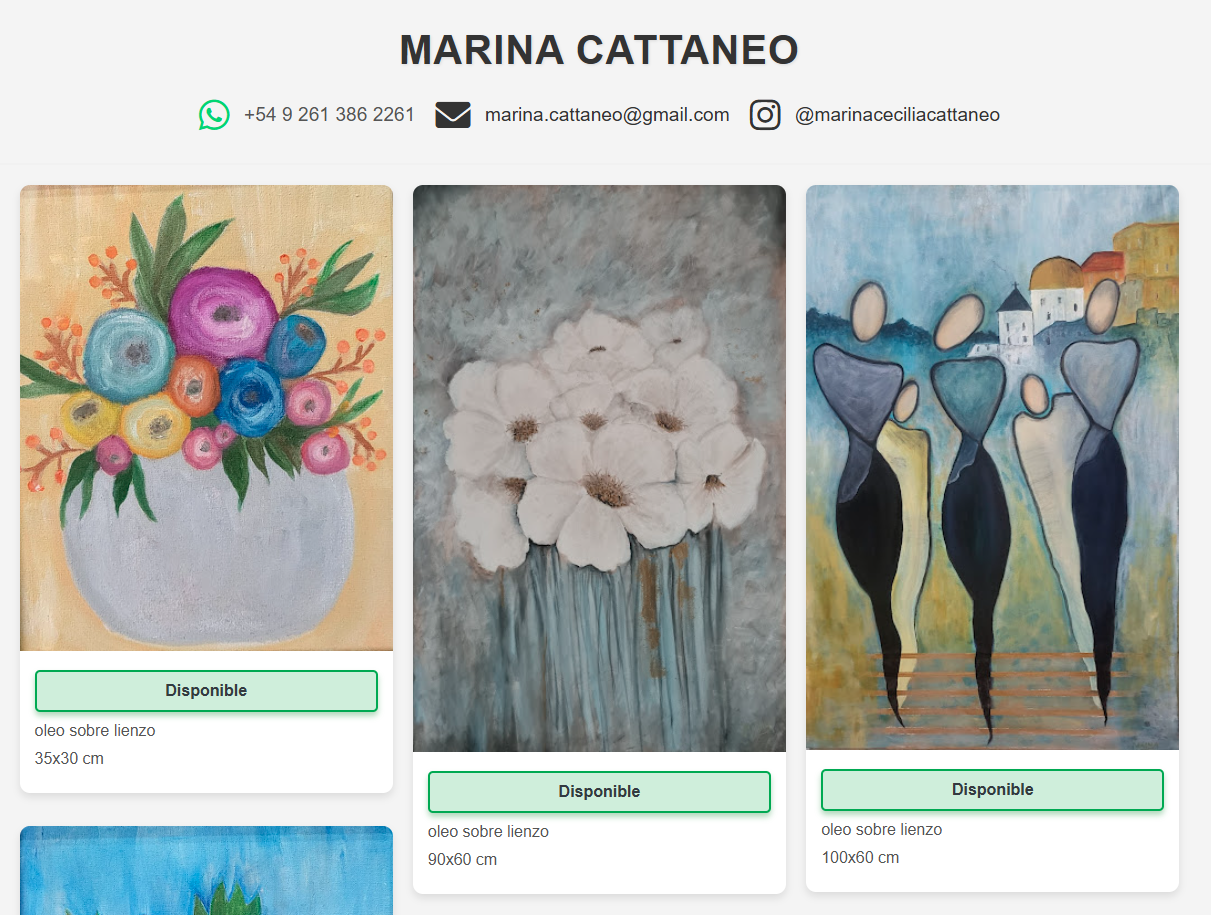 MARINA CATTANEO
+54 9 261 386 2261 marina.cattaneo@gmail.com @marinaceciliacattaneo
Disponible
oleo sobre lienzo
35x30 cm
Disponible
oleo sobre lienzo
90x60 cm
Disponible
oleo sobre lienzo
100x60 cm